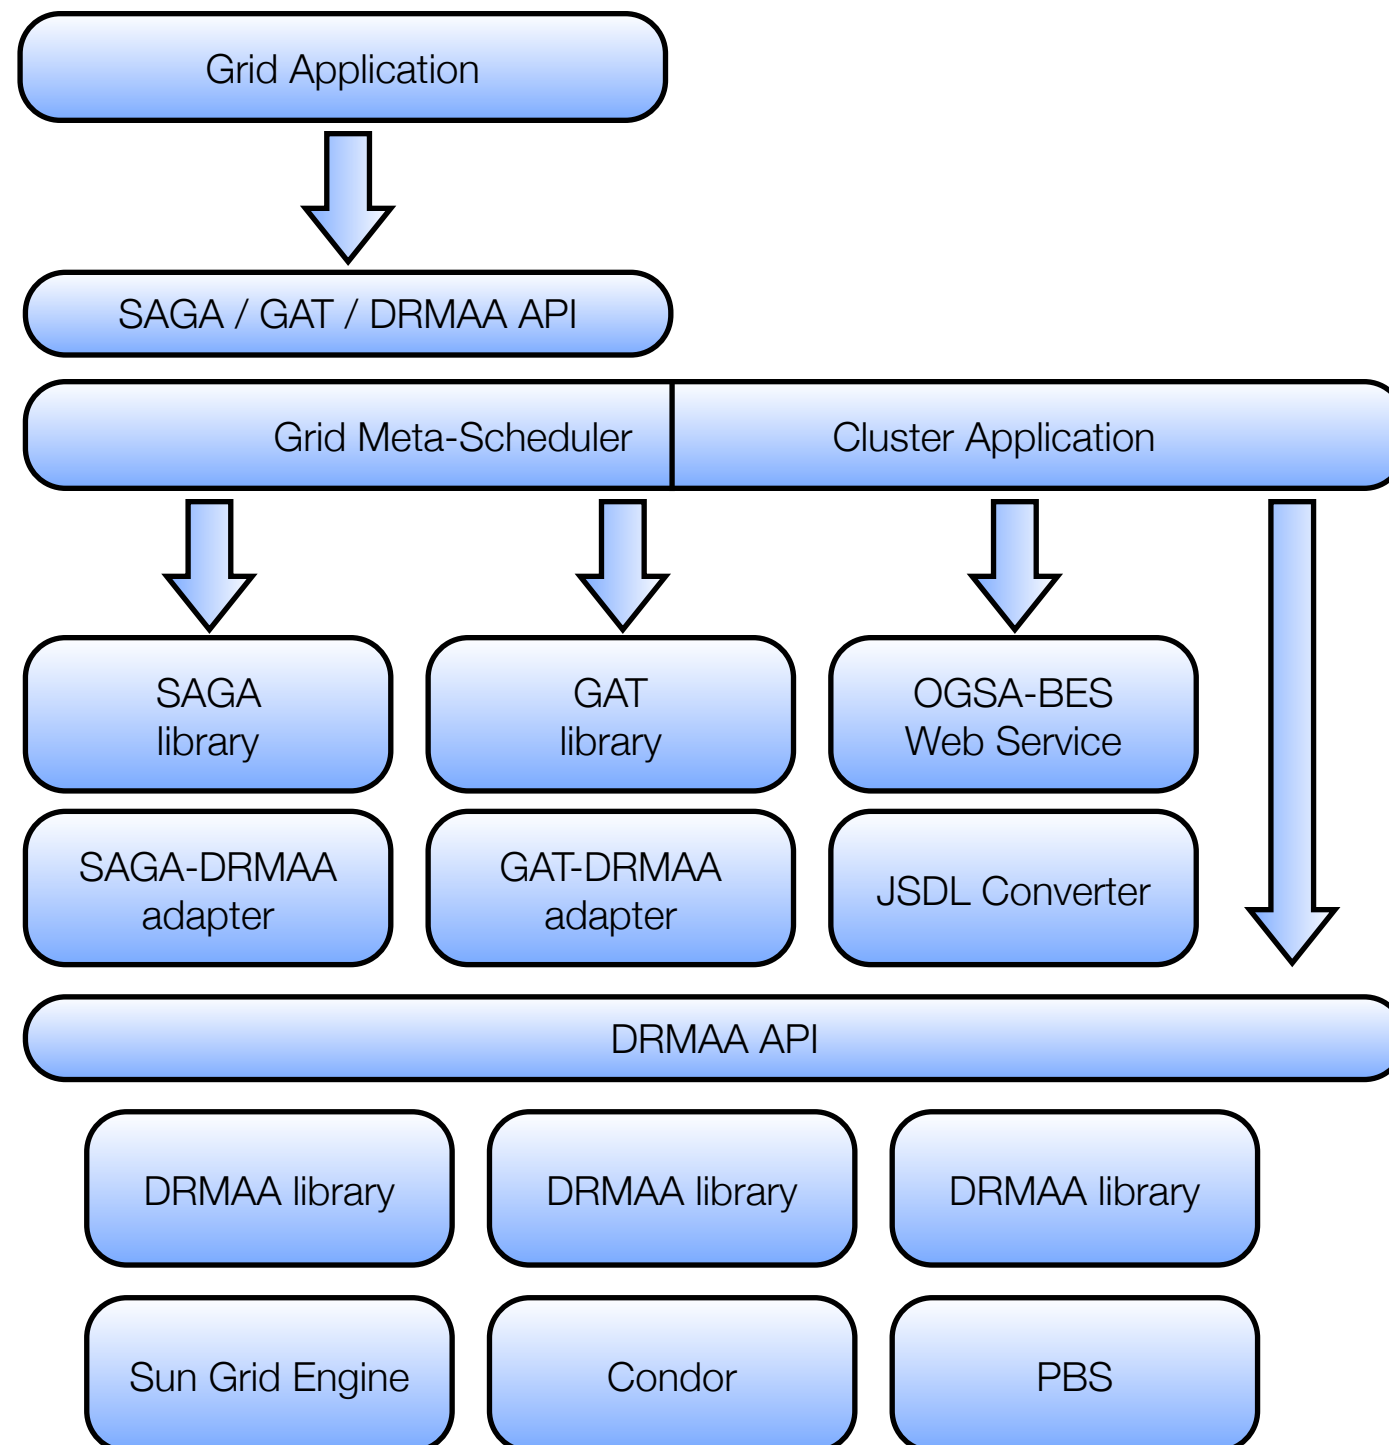 Grid Application
SAGA / GAT / DRMAA API
Grid Meta-Scheduler
Cluster Application
SAGA
library
GAT
library
OGSA-BES
Web Service
SAGA-DRMAA
adapter
GAT-DRMAA
adapter
JSDL Converter
DRMAA API
DRMAA library
DRMAA library
DRMAA library
Sun Grid Engine
Condor
PBS